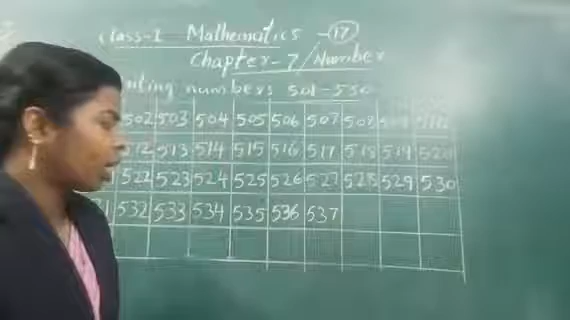 class-1 Mathematics - 17
Chapter-7/Number
numbers 501-550
502 503 504 505 506 507 508 510
512 513 514 515 516 517 518 519 520
522 523 524 525 526 527 528 529 530
532 533 534 535 536 537